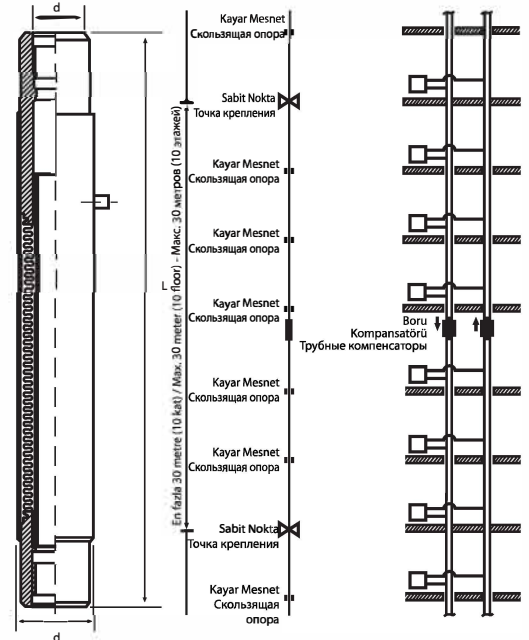 d
Kayar Mesnet
Скользящая опора
Sabit Nokta
Точка крепления
Kayar Mesnet
Скользящая опора
Kayar Mesnet
Скользящая опора
L
En fazla 30 metre (10 kat) / Max. 30 meter (10 floor) - Макс. 30 метров (10 этажей)
Kayar Mesnet
Скользящая опора
Boru
Kompansatörü
Трубные компенсаторы
Kayar Mesnet
Скользящая опора
Kayar Mesnet
Скользящая опора
Sabit Nokta
Точка крепления
Kayar Mesnet
Скользящая
опора
d